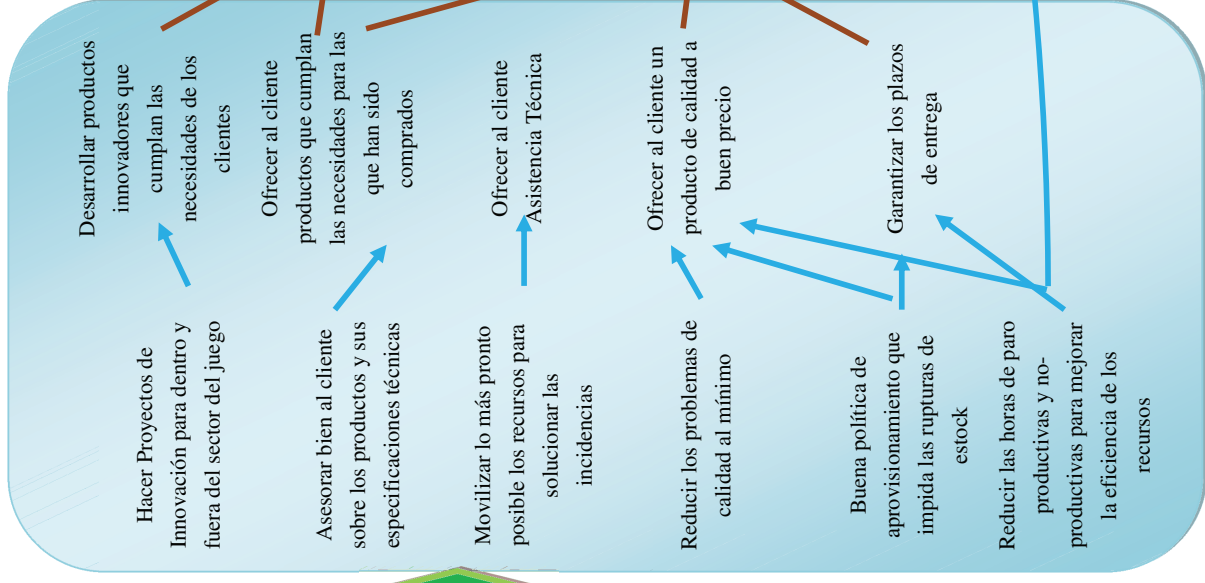 Desarrollar productos
innovadores que
cumplan las
necesidades de los
clientes
Ofrecer al cliente
productos que cumplan
las necesidades para las
que han sido
comprados
Ofrecer al cliente
Asistencia Técnica
Ofrecer al cliente un
producto de calidad a
buen precio
Garantizar los plazos
de entrega
Hacer Proyectos de
Innovación para dentro y
fuera del sector del juego
Asesorar bien al cliente
sobre los productos y sus
especificaciones técnicas
Movilizar lo más pronto
posible los recursos para
solucionar las
incidencias
Reducir los problemas de
calidad al mínimo
Buena política de
aprovisionamiento que
impida las rupturas de
estock
Reducir las horas de paro
productivas y no-
productivas para mejorar
la eficiencia de los
recursos